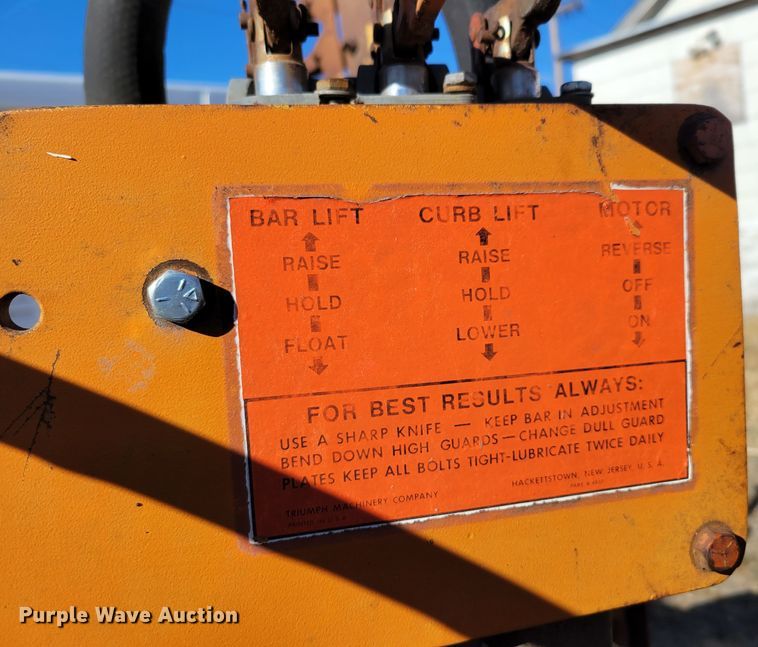 BAR LIFT CURB LIFT MOTOR
RAISE RAISE REVERSE
HOLD HOLD OFF
FLOAT LOWER ON
FOR BEST RESULTS ALWAYS:
USE A SHARP KNIFE — KEEP BAR IN ADJUSTMENT
BEND DOWN HIGH GUARDS — CHANGE DULL GUARD
PLATES KEEP ALL BOLTS TIGHT-LUBRICATE TWICE DAILY
TRIUMPH MACHINERY COMPANY HACKETTSTOWN, NEW JERSEY, U. S. A.
PRINTED IN U.S.A.
Purple Wave Auction